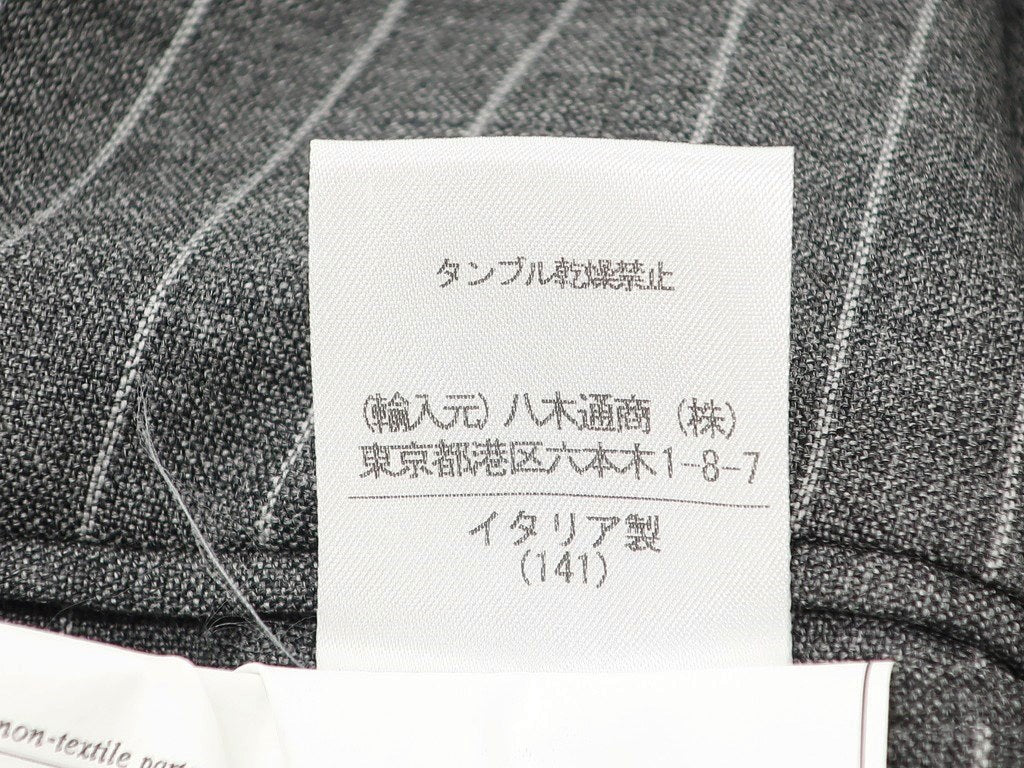 タンブル乾燥禁止
(輸入元) 八木通商 (株)
東京都港区六本木1-8-7
イタリア製
(141)
non-textile